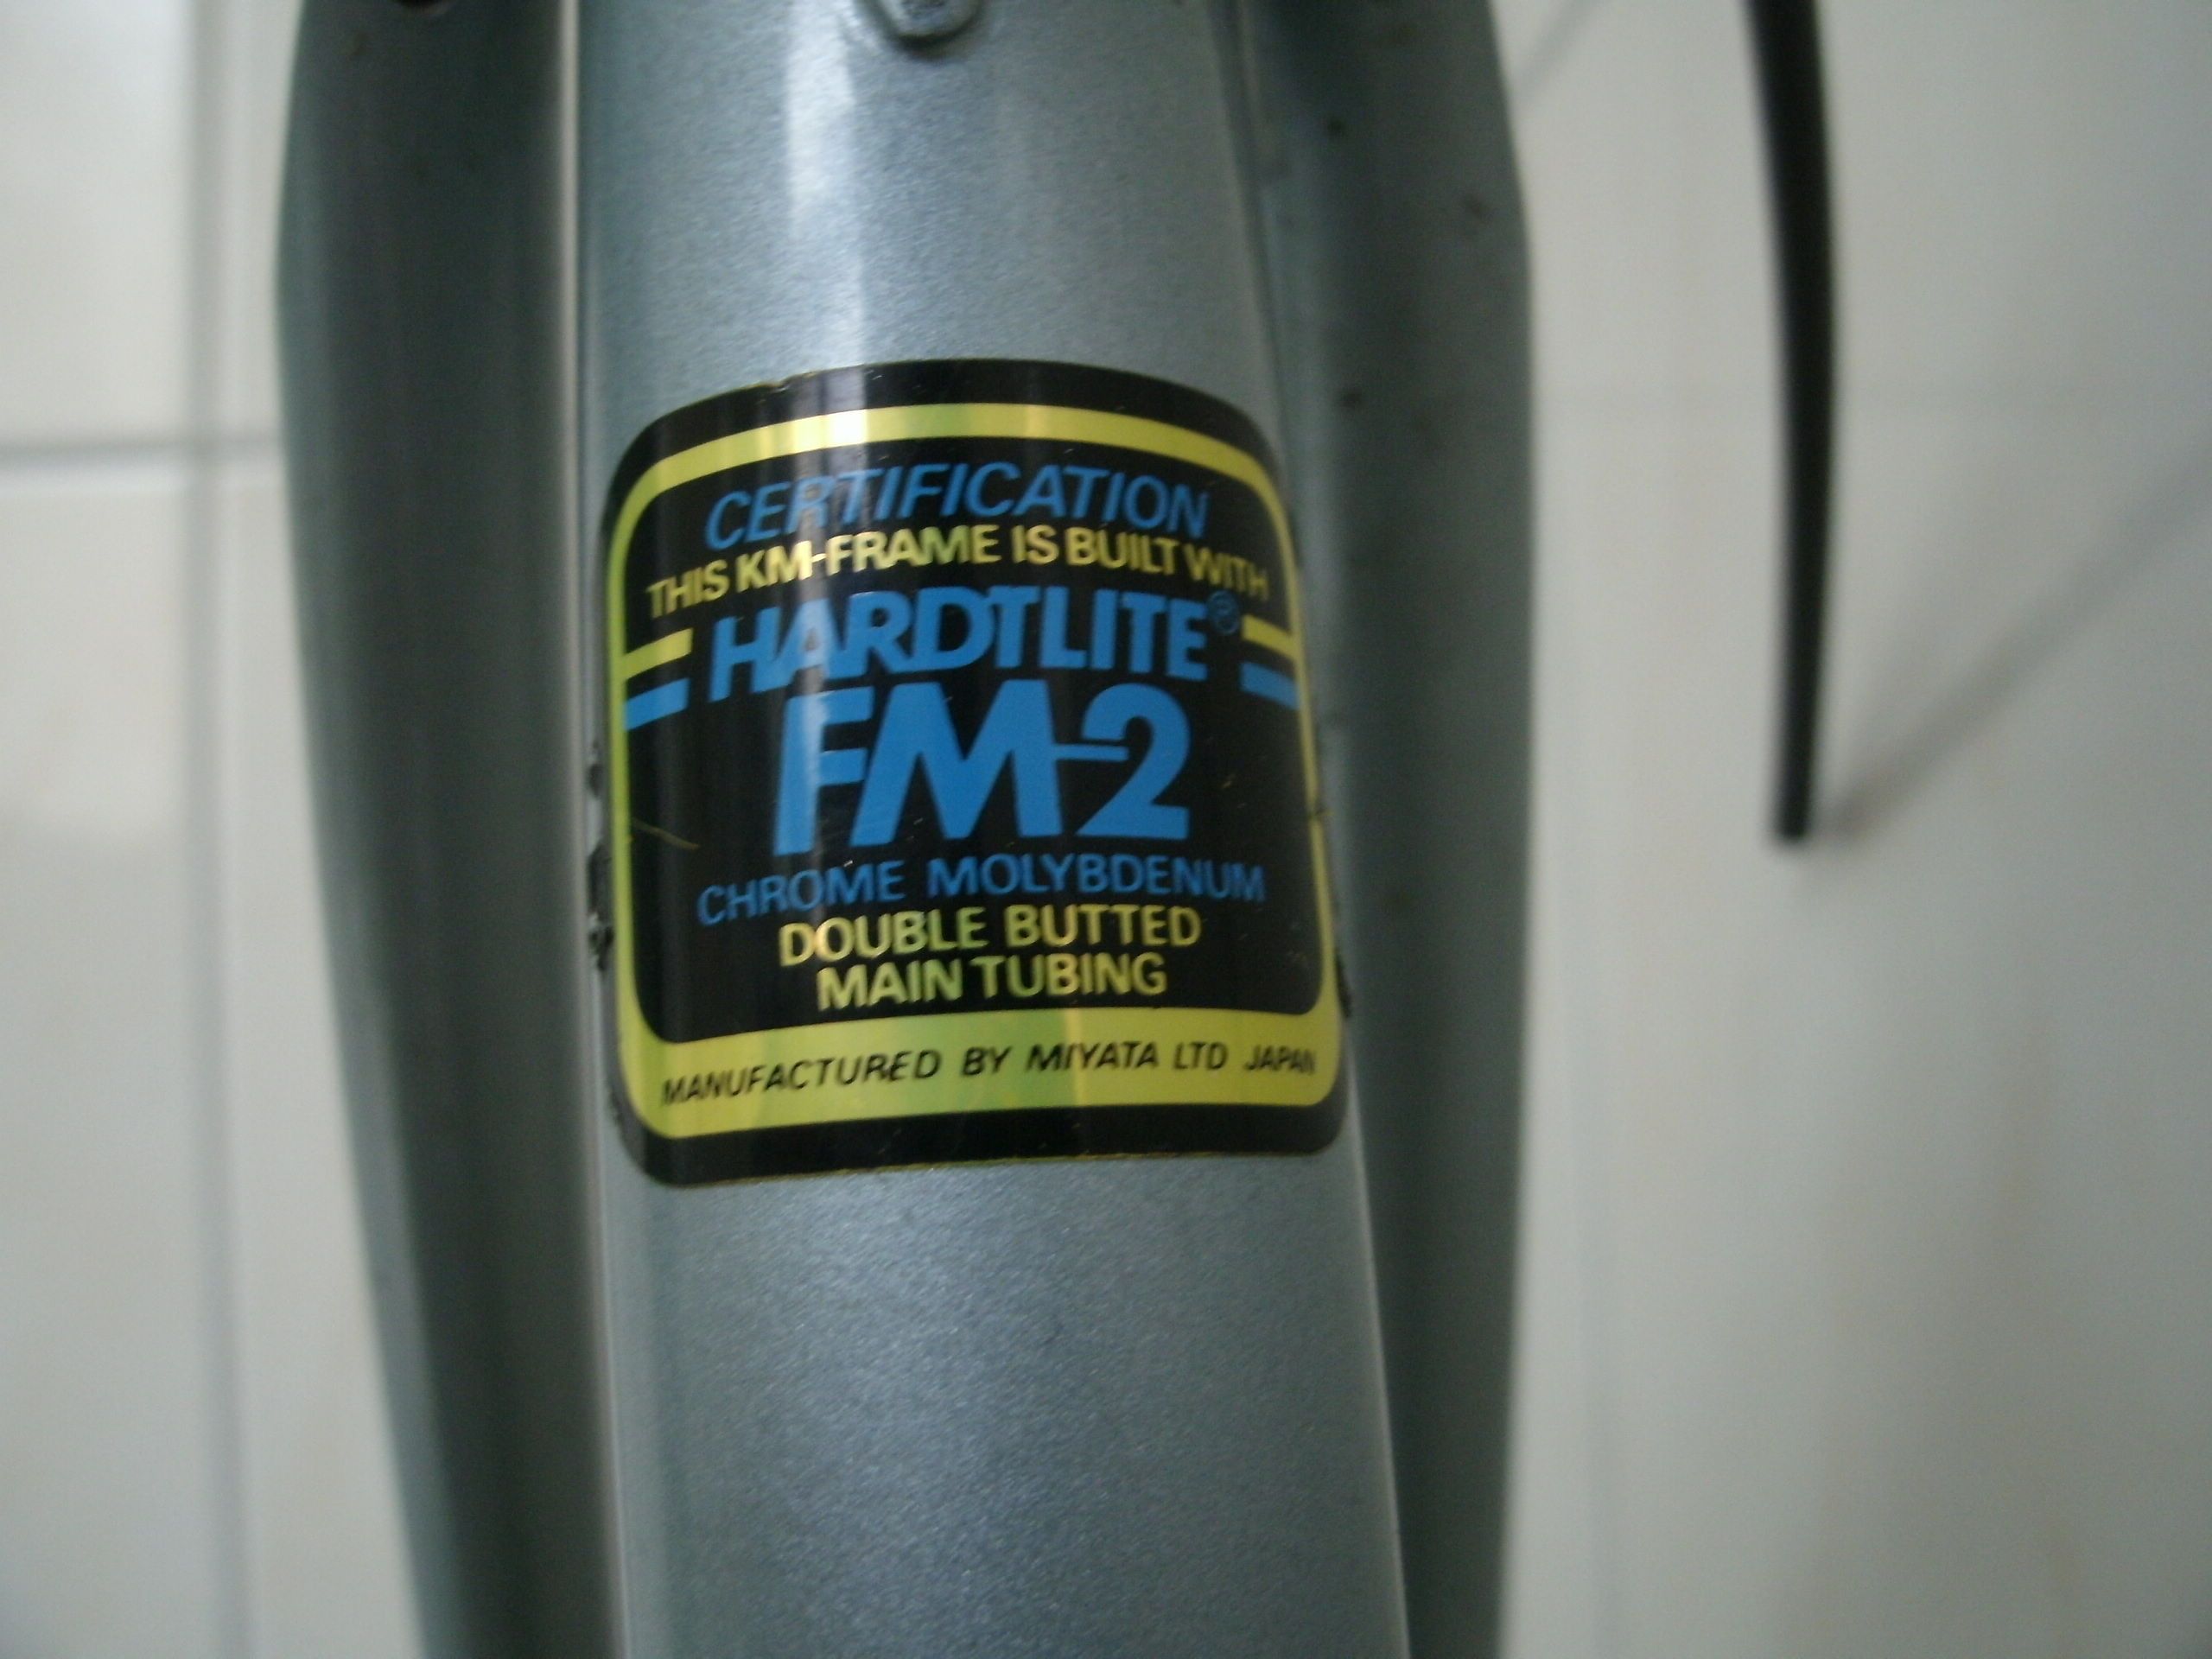 CERTIFICATION
THIS KM-FRAME IS BUILT WITH
HARDTLITE®
FM-2
CHROME MOLYBDENUM
DOUBLE BUTTED
MAIN TUBING
MANUFACTURED BY MIYATA LTD JAPAN